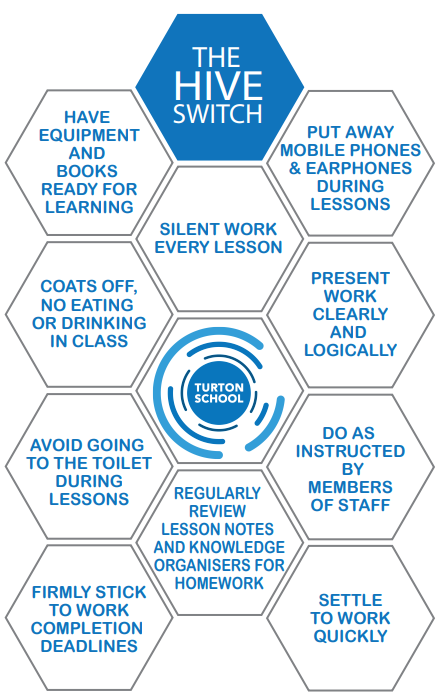 THE
HIVE
SWITCH
HAVE
EQUIPMENT
AND
BOOKS
READY FOR
LEARNING
PUT AWAY
MOBILE PHONES
& EARPHONES
DURING
LESSONS
SILENT WORK
EVERY LESSON
COATS OFF,
NO EATING
OR DRINKING
IN CLASS
PRESENT
WORK
CLEARLY
AND
LOGICALLY
TURTON
SCHOOL
AVOID GOING
TO THE TOILET
DURING
LESSONS
DO AS
INSTRUCTED
BY
MEMBERS
OF STAFF
REGULARLY
REVIEW
LESSON NOTES
AND KNOWLEDGE
ORGANISERS FOR
HOMEWORK
FIRMLY STICK
TO WORK
COMPLETION
DEADLINES
SETTLE
TO WORK
QUICKLY